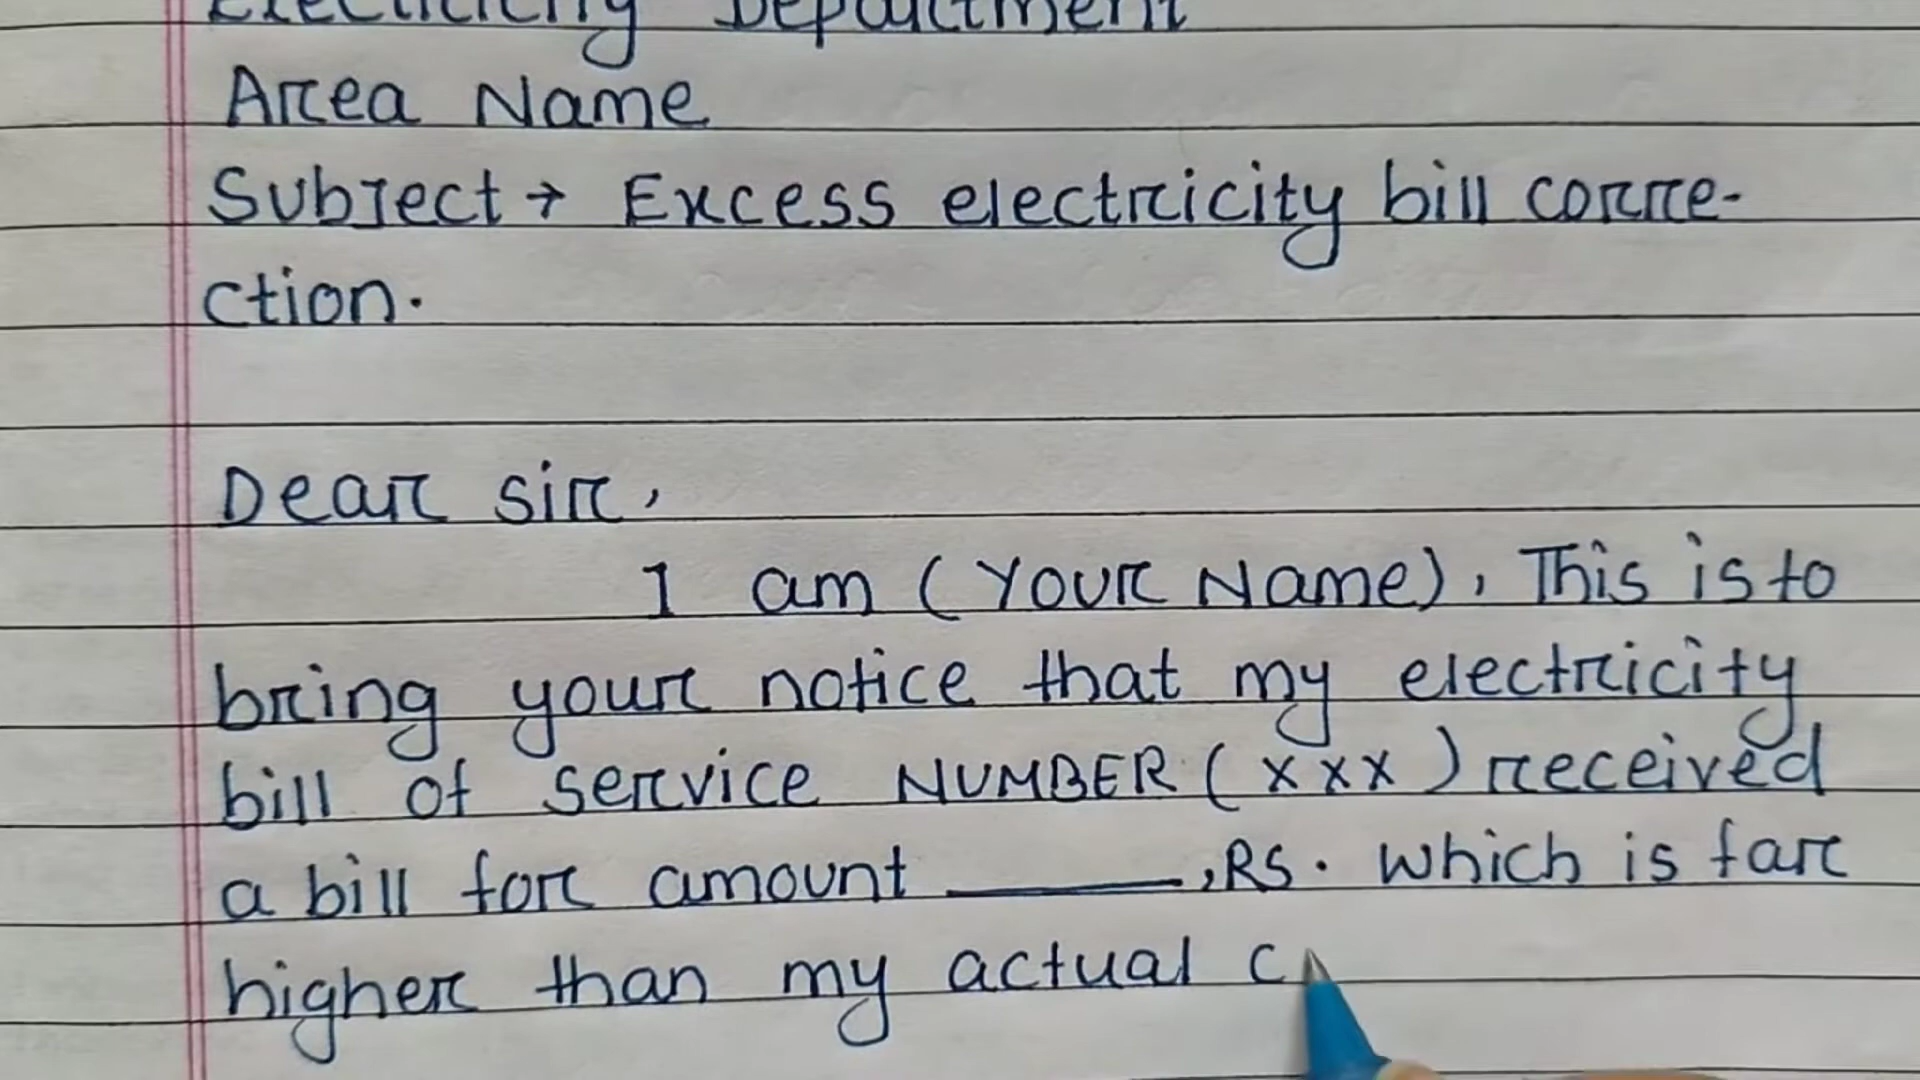 Electricity Department
Area Name
Subject → Excess electricity bill corre-
ction.
Dear sir,
I am (Your Name), This is to
bring your notice that my electricity
bill of service NUMBER (xxx) received
a bill for amount ______, RS. Which is far
higher than my actual c